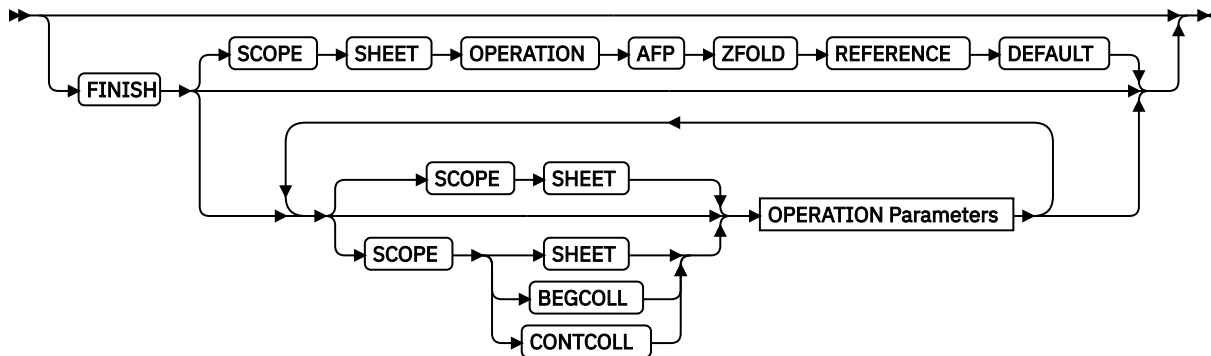 SCOPE SHEET OPERATION AFP ZFOLD REFERENCE DEFAULT
FINISH
SCOPE SHEET
OPERATION Parameters
SCOPE SHEET
BEGCOLL
CONTCOLL